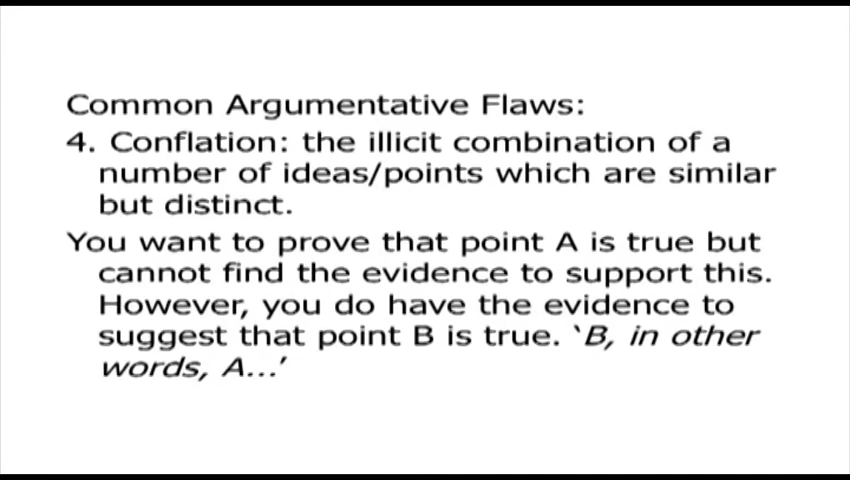 Common Argumentative Flaws:
4. Conflation: the illicit combination of a
number of ideas/points which are similar
but distinct.
You want to prove that point A is true but
cannot find the evidence to support this.
However, you do have the evidence to
suggest that point B is true. ‘B, in other
words, A...’